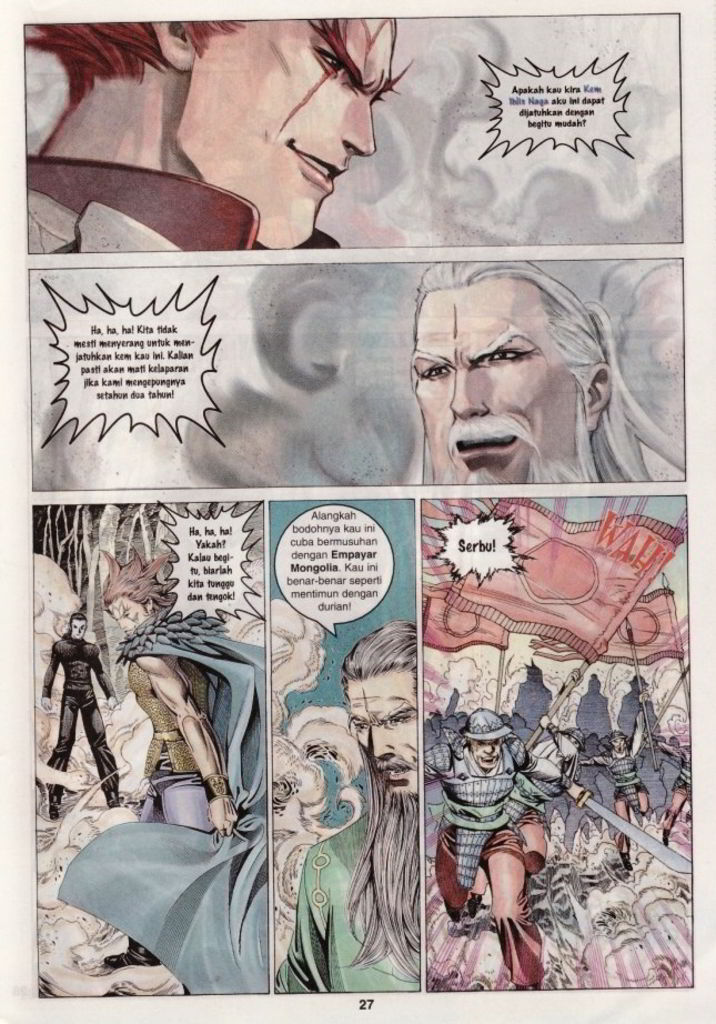 Apakah kau kira Kem
Iblis Naga aku ini dapat
dijatuhkan dengan
begitu mudah?
Ha, ha, ha! Kita tidak
mesti menyerang untuk men-
jatuhkan kem kau ini. Kalian
pasti akan mati kelaparan
jika kami mengepungnya
setahun dua tahun!
Ha, ha, ha!
Yakah?
Kalau begi-
tu, biarlah
kita tunggu
dan tengok!
Alangkah
bodohnya kau ini
cuba bermusuhan
dengan Empayar
Mongolia. Kau ini
benar-benar seperti
mentimun dengan
durian!
Serbu!
WAH!
27